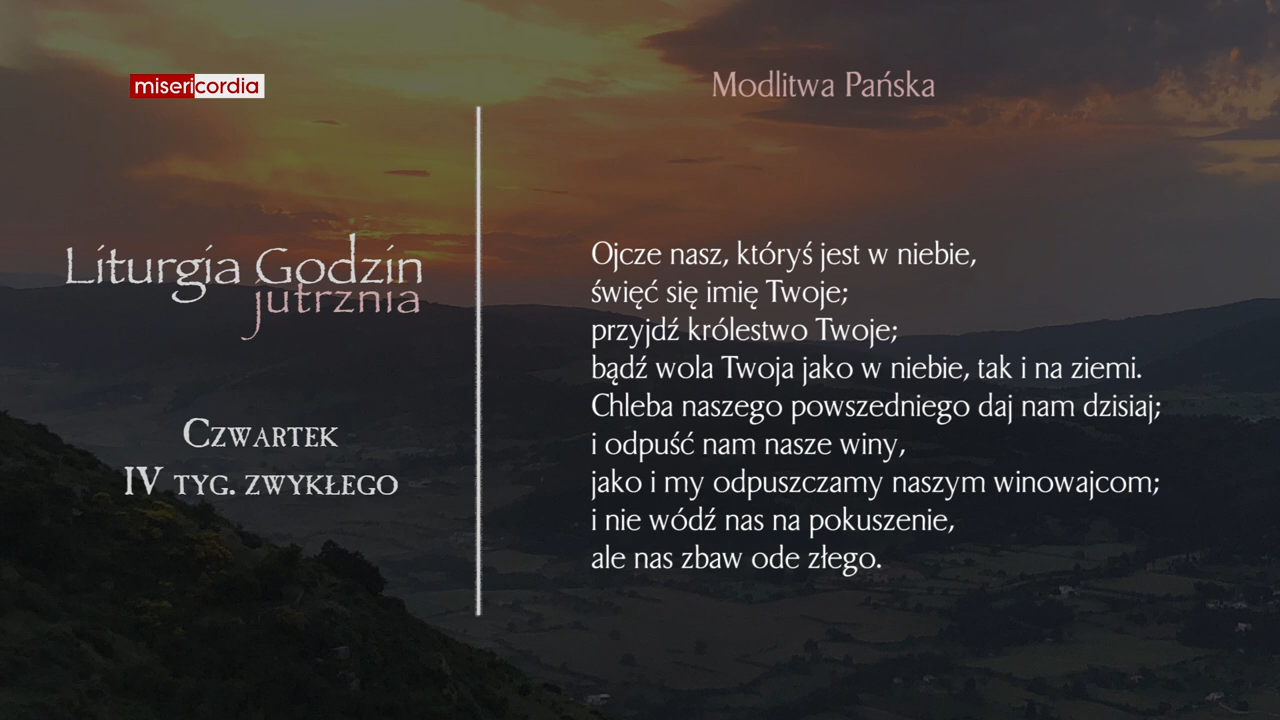 misericordia
Liturgia Godzin
jutrznia
Czwartek
IV tyg. zwykłego
Modlitwa Pańska
Ojcze nasz, któryś jest w niebie,
święć się imię Twoje;
przyjdź królestwo Twoje;
bądź wola Twoja jako w niebie, tak i na ziemi.
Chleba naszego powszedniego daj nam dzisiaj;
i odpuść nam nasze winy,
jako i my odpuszczamy naszym winowajcom;
i nie wódź nas na pokuszenie,
ale nas zbaw ode złego.